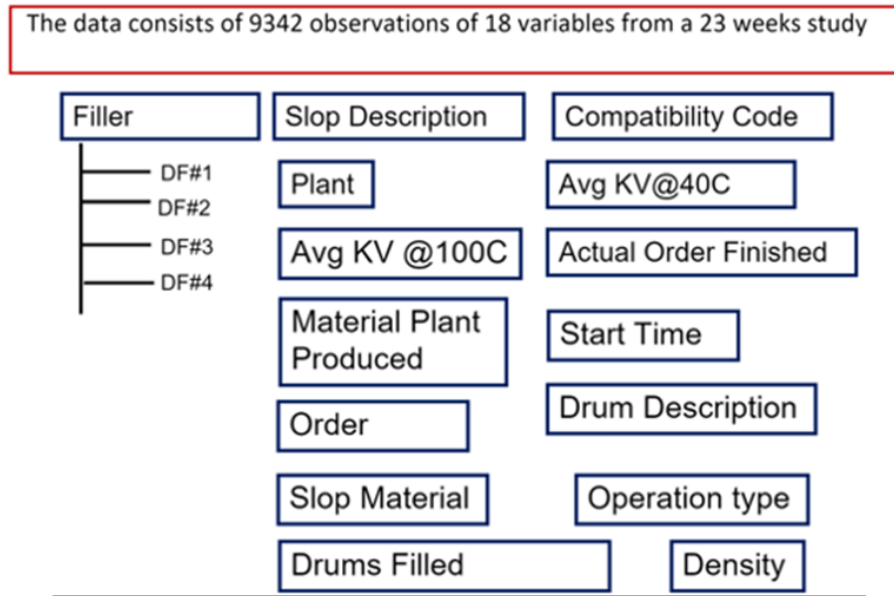 The data consists of 9342 observations of 18 variables from a 23 weeks study
Filler
Slop Description
Compatibility Code
DF#1
DF#2
DF#3
DF#4
Plant
Avg KV@40C
Avg KV @100C
Actual Order Finished
Material Plant
Produced
Start Time
Order
Drum Description
Slop Material
Operation type
Drums Filled
Density